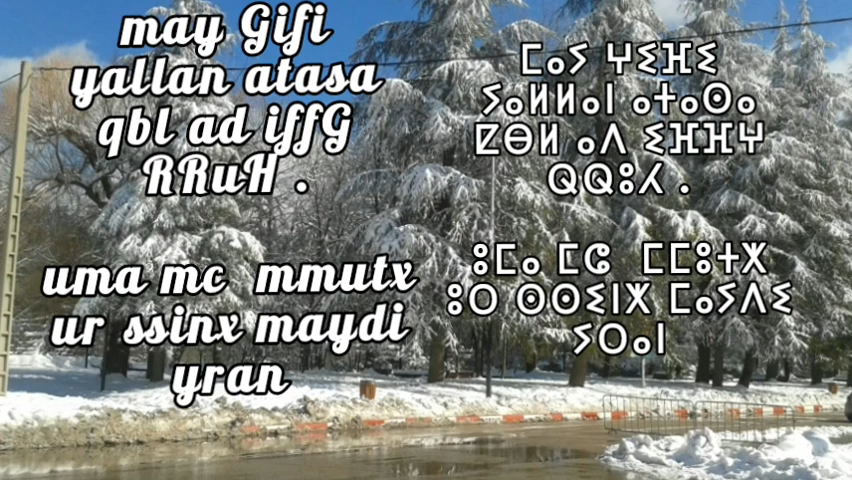 may Gifi
yallan atasa
qbl ad iffG
RRuH .
uma mc mmutx
ur ssinx maydi
yran
ⵎⴰⵢ ⵖⵉⴼⵉ
ⵢⴰⵍⵍⴰⵏ ⴰⵜⴰⵙⴰ
ⵇⴱⵍ ⴰⴷ ⵉⴼⴼⵖ
ⵕⵕⵓⵃ .
ⵓⵎⴰ ⵎⵛ ⵎⵎⵓⵜⵅ
ⵓⵔ ⵙⵙⵉⵏⵅ ⵎⴰⵢⴷⵉ
ⵢⵔⴰⵏ